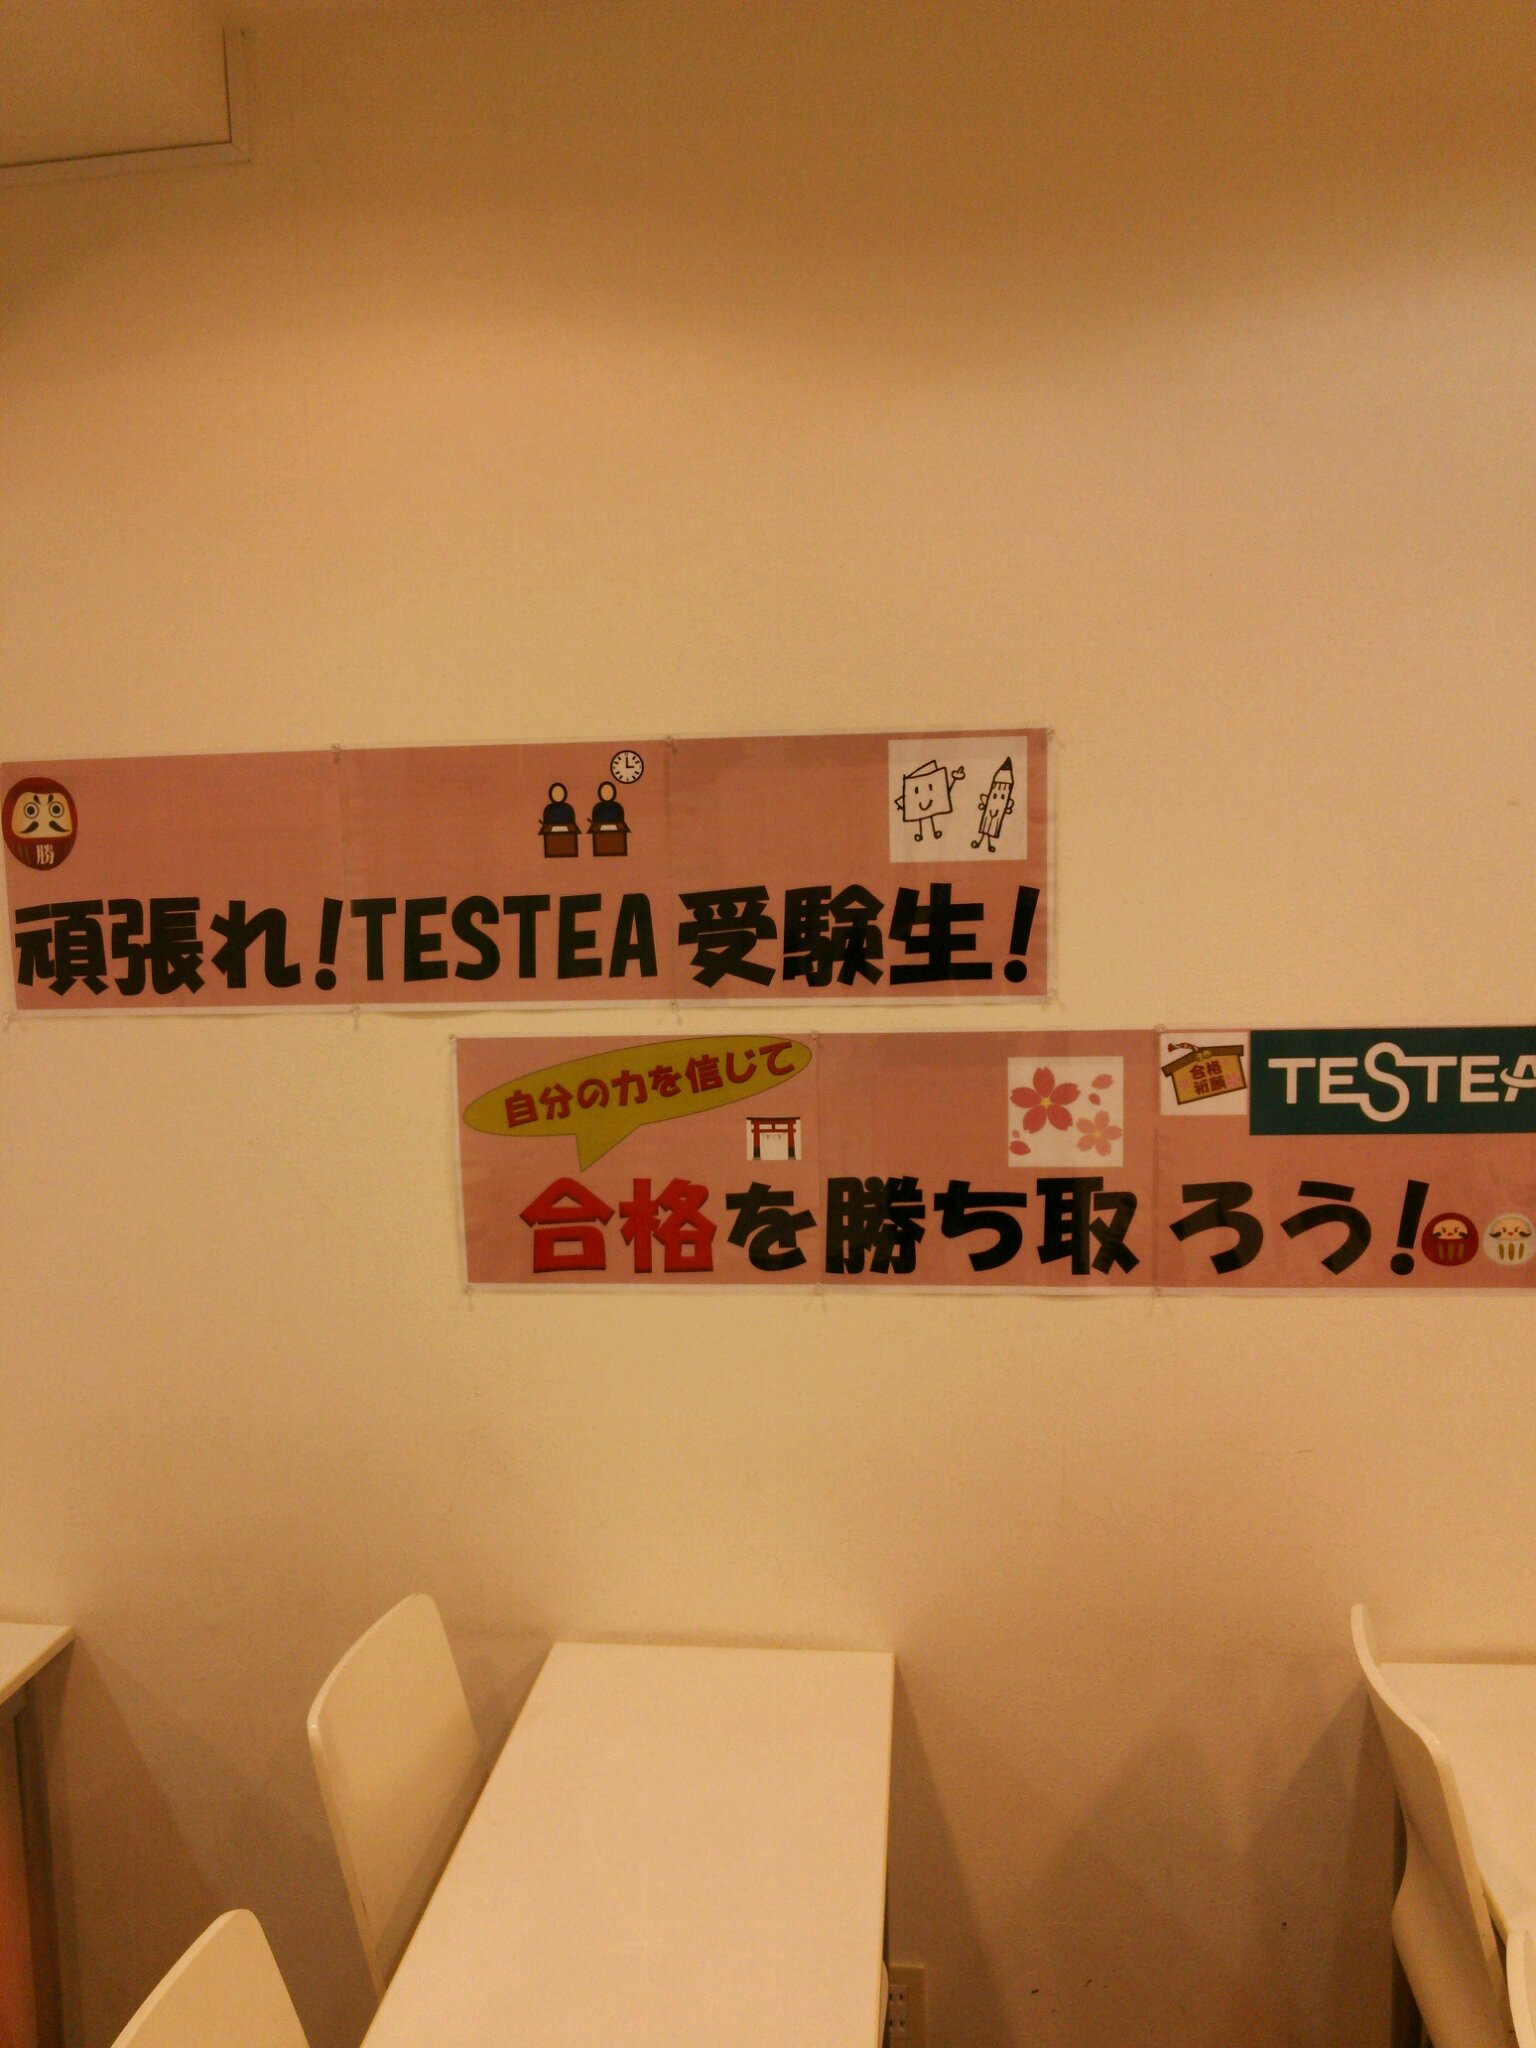 勝
頑張れ!TESTEA受験生!
自分の力を信じて
合格
祈願
TESTEA
合格を勝ち取ろう!